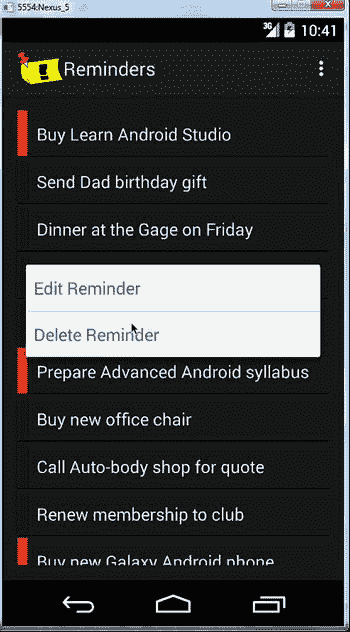 5554:Nexus_5
3G 10:41
Reminders
Buy Learn Android Studio
Send Dad birthday gift
Dinner at the Gage on Friday
Edit Reminder
Delete Reminder
Prepare Advanced Android syllabus
Buy new office chair
Call Auto-body shop for quote
Renew membership to club
Buy new Galaxy Android phone